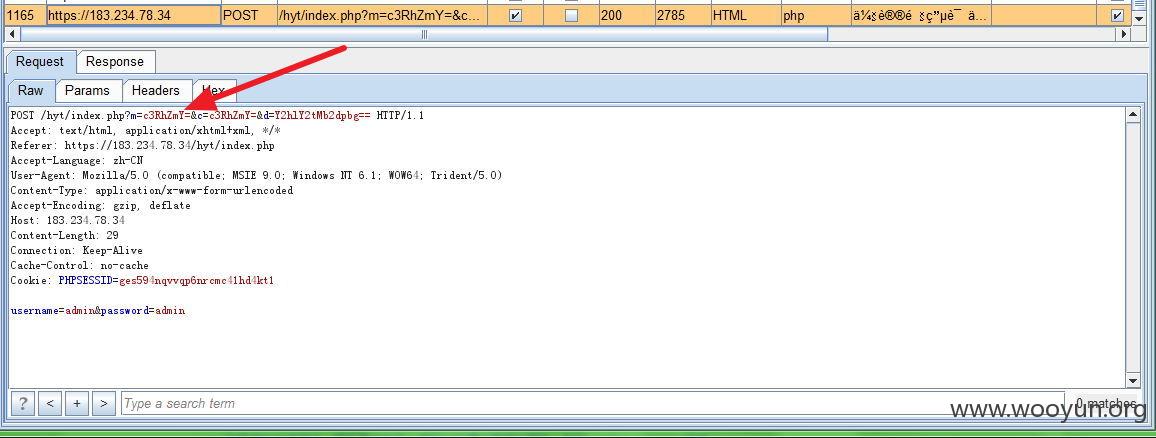 1165 https://183.234.78.34 POST /hyt/index.php?m=c3RhZmY=&c... 200 2785 HTML php
Request Response
Raw Params Headers Hex
POST /hyt/index.php?m=c3RhZmY=&c=c3RhZmY=&d=Y2hlY2tMb2dpbg== HTTP/1.1
Accept: text/html, application/xhtml+xml, */*
Referer: https://183.234.78.34/hyt/index.php
Accept-Language: zh-CN
User-Agent: Mozilla/5.0 (compatible; MSIE 9.0; Windows NT 6.1; WOW64; Trident/5.0)
Content-Type: application/x-www-form-urlencoded
Accept-Encoding: gzip, deflate
Host: 183.234.78.34
Content-Length: 29
Connection: Keep-Alive
Cache-Control: no-cache
Cookie: PHPSESSID=ges594nqvvqp6nrcmc41hd4kt1
username=admin&password=admin
? < + > Type a search term 0 matches
www.wooyun.org